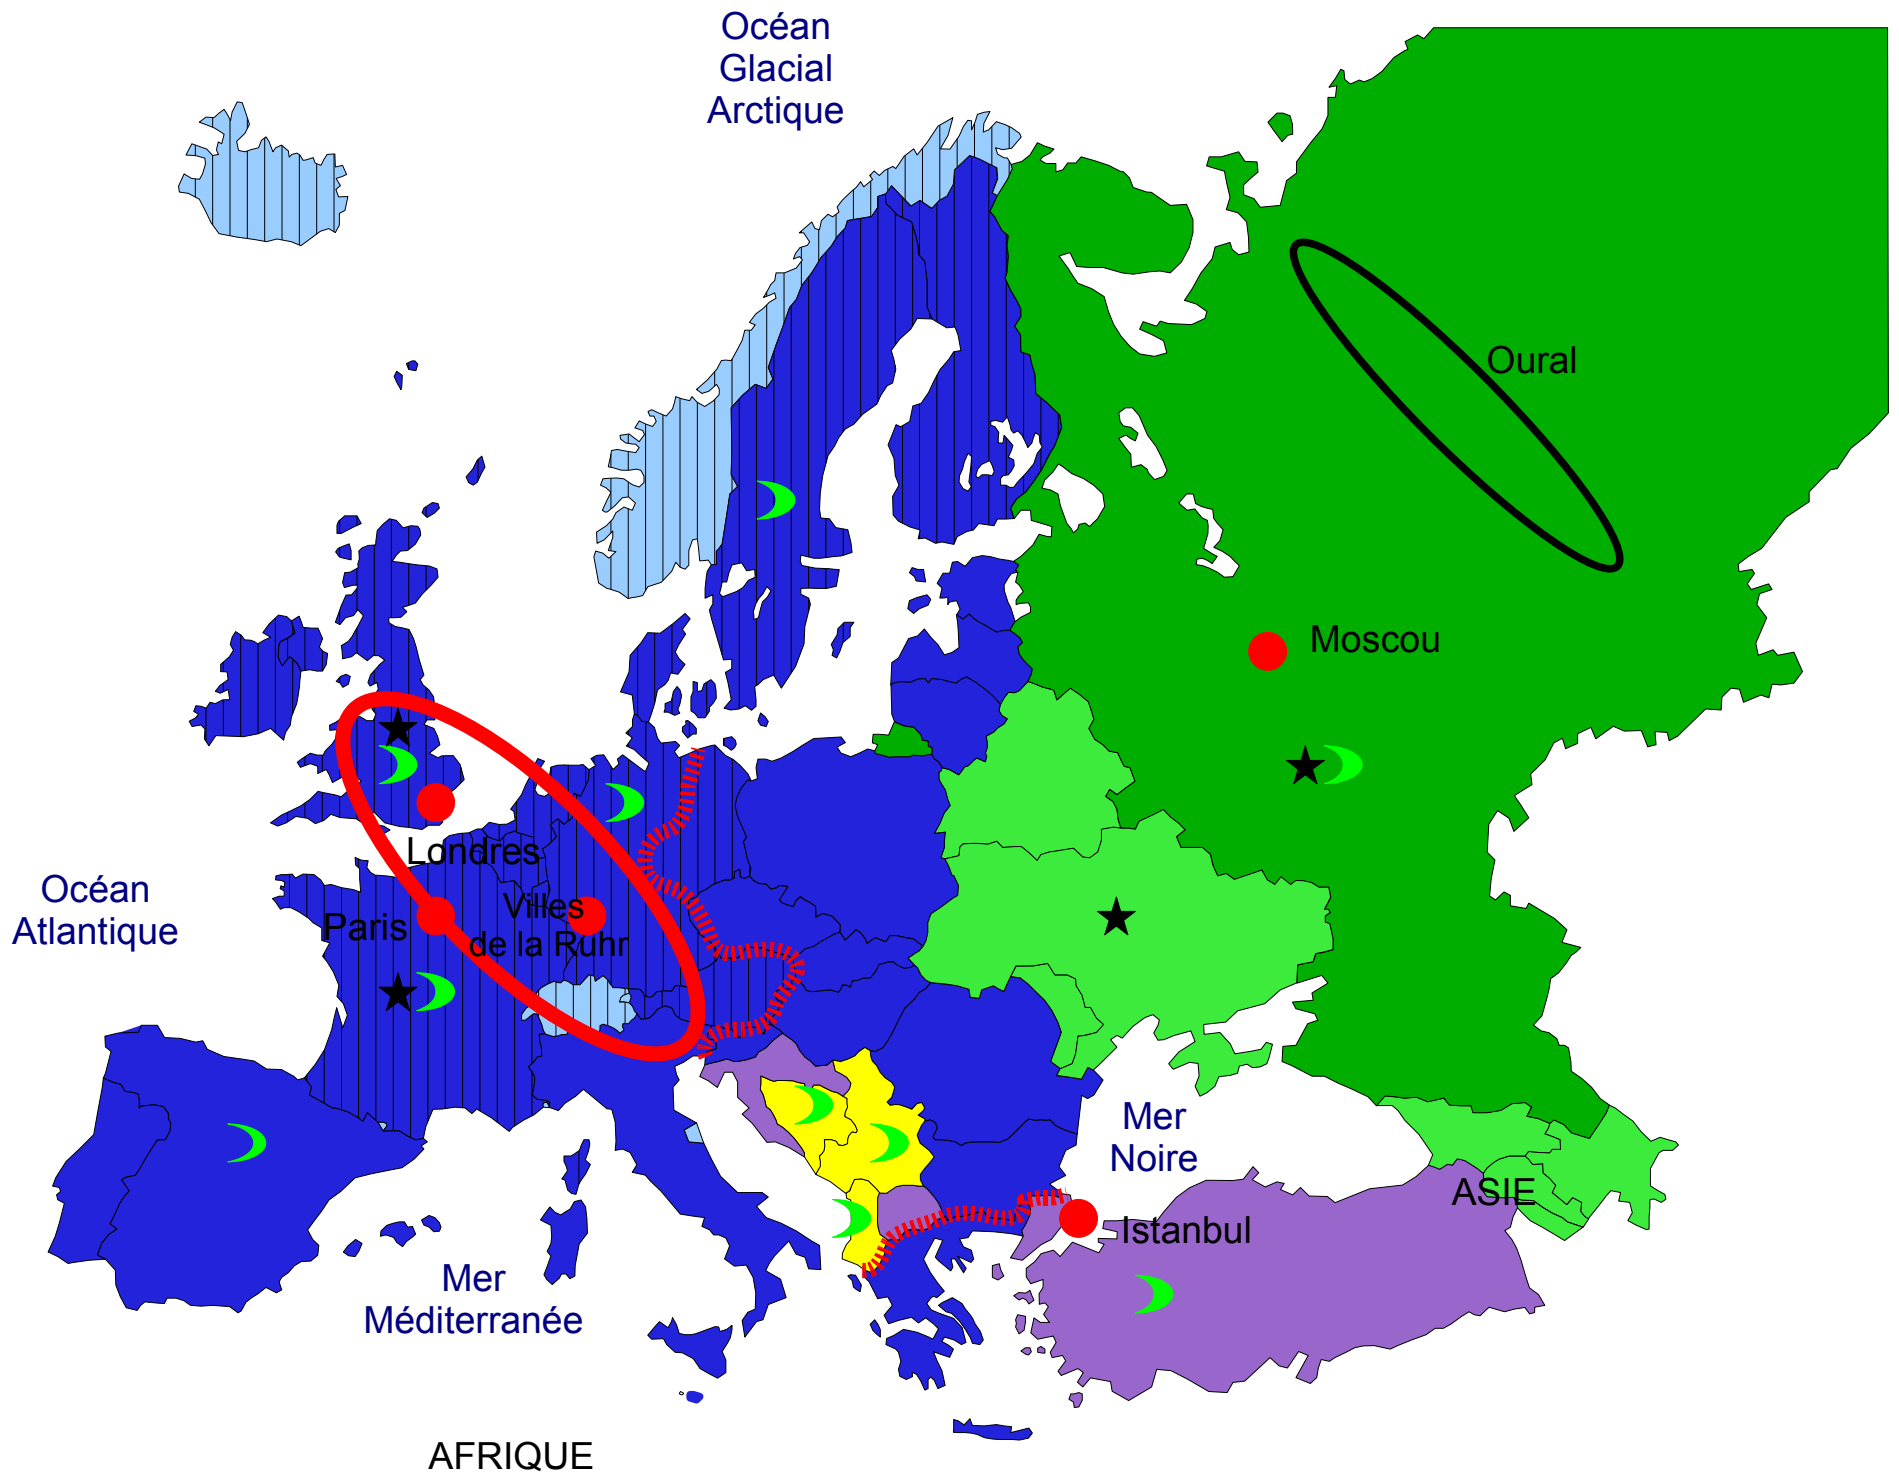 Océan
Glacial
Arctique
Oural
Moscou
Londres
Océan
Atlantique
Paris
Villes
de la Ruhr
Mer
Noire
ASIE
Istanbul
Mer
Méditerranée
AFRIQUE